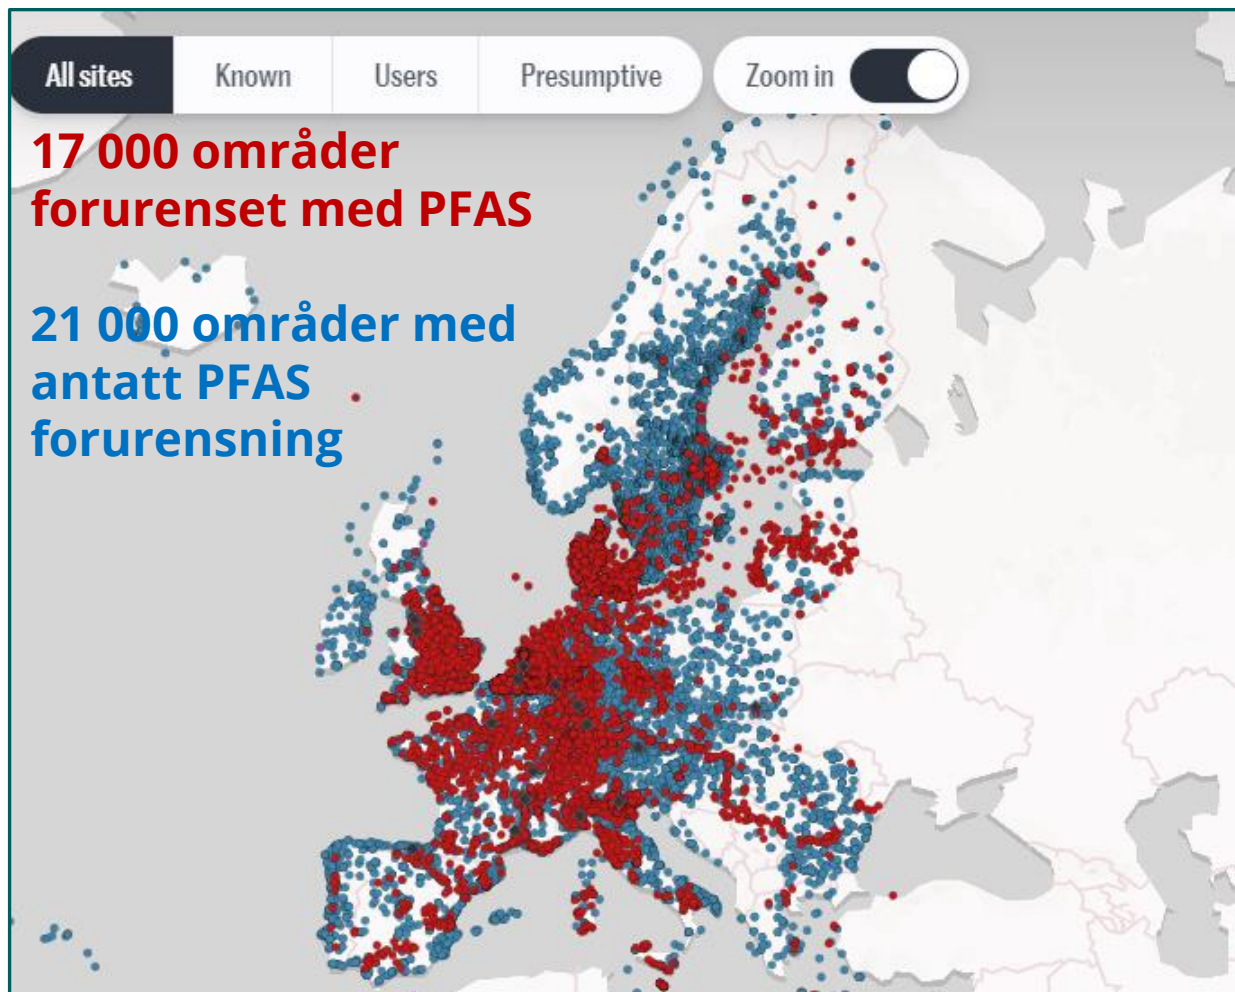 All sites Known Users Presumptive Zoom in
17 000 områder
forurenset med PFAS
21 000 områder med
antatt PFAS
forurensning